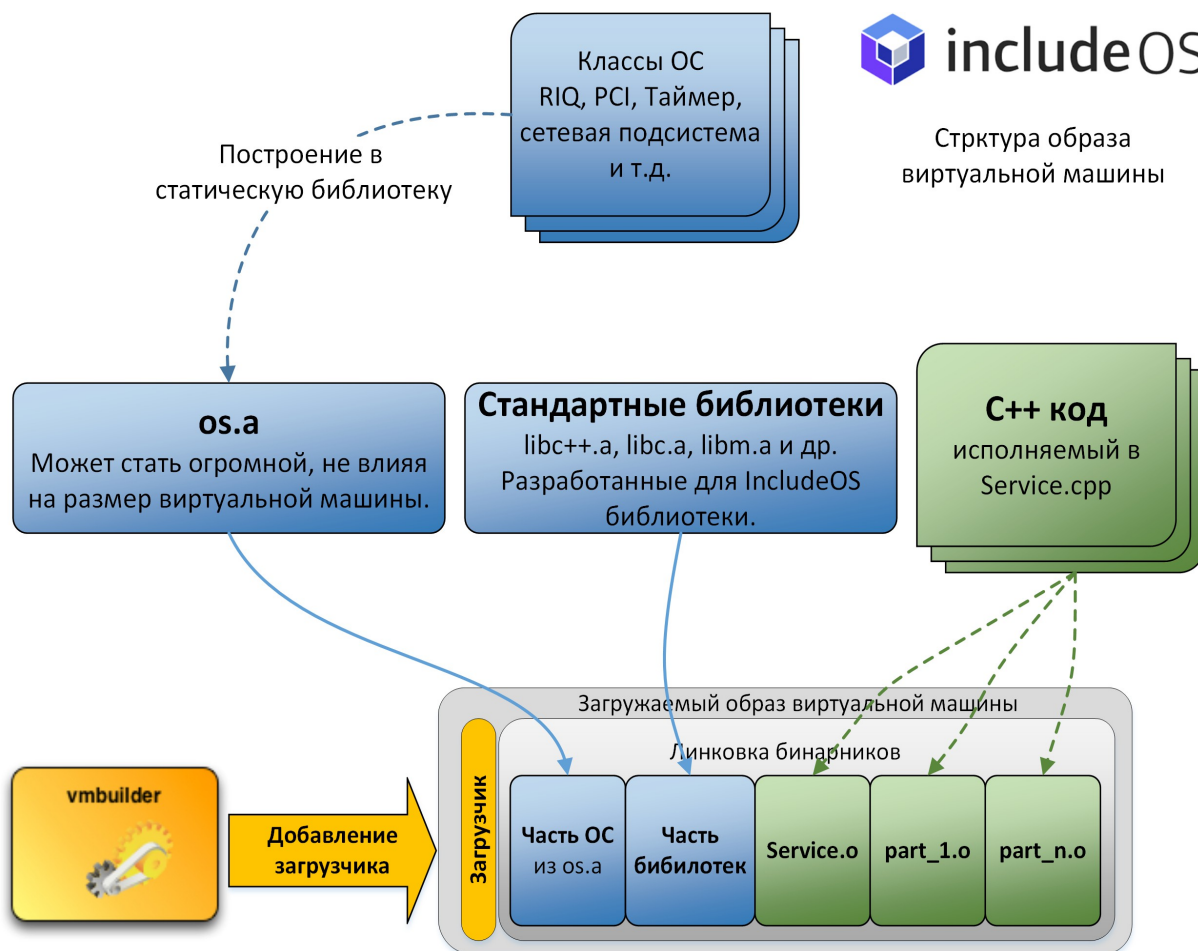 Классы ОС
RIQ, PCI, Таймер,
сетевая подсистема
и т.д.
includeOS
Стрктура образа
виртуальной машины
Построение в
статическую библиотеку
os.a
Может стать огромной, не влияя
на размер виртуальной машины.
Стандартные библиотеки
libc++.a, libc.a, libm.a и др.
Разработанные для IncludeOS
библиотеки.
C++ код
исполняемый в
Service.cpp
Загружаемый образ виртуальной машины
Линковка бинарников
vmbuilder
Добавление
загрузчика
Загрузчик
Часть ОС
из os.a
Часть
бибилотек
Service.o
part_1.o
part_n.o